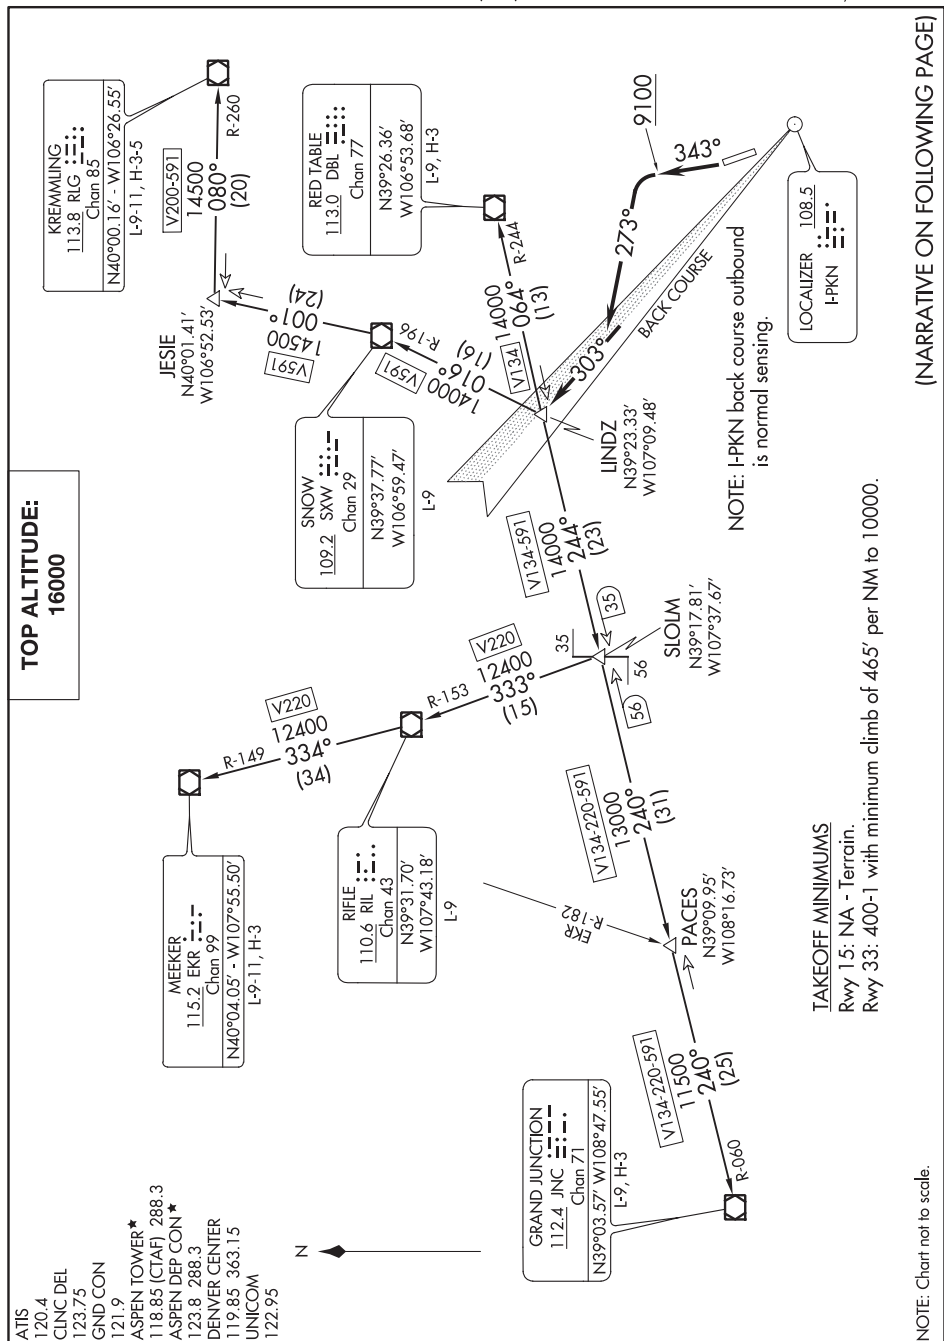 ATIS
120.4
CLNC DEL
123.75
GND CON
121.9
ASPEN TOWER★
118.85 (CTAF) 288.3
ASPEN DEP CON★
123.8 288.3
DENVER CENTER
119.85 363.15
UNICOM
122.95
TOP ALTITUDE:
16000
N
MEEKER
115.2 EKR
Chan 99
N40°04.05' - W107°55.50'
L-9-11, H-3
R-149
V220
12400
334°
(34)
RIFLE
110.6 RIL
Chan 43
N39°31.70'
W107°43.18'
L-9
R-153
V220
12400
333°
(15)
KREMMLING
113.8 RLG
Chan 85
N40°00.16' - W106°26.55'
L-9-11, H-3-5
V200-591
14500
080°
(20)
R-260
JESIE
N40°01.41'
W106°52.53'
V591
14500
001°
(24)
SNOW
109.2 SXW
Chan 29
N39°37.77'
W106°59.47'
L-9
R-196
V591
14000
016°
(16)
RED TABLE
113.0 DBL
Chan 77
N39°26.36'
W106°53.68'
L-9, H-3
R-244
V134
14000
064°
(13)
9100
343°
273°
303°
BACK COURSE
LOCALIZER 108.5
I-PKN
LINDZ
N39°23.33'
W107°09.48'
NOTE: I-PKN back course outbound
is normal sensing.
V134-591
14000
244°
(23)
SLOLM
N39°17.81'
W107°37.67'
35
35
56
56
V134-220-591
13000
240°
(31)
EKR
R-182
PACES
N39°09.95'
W108°16.73'
V134-220-591
11500
240°
(25)
R-060
GRAND JUNCTION
112.4 JNC
Chan 71
N39°03.57' W108°47.55'
L-9, H-3
TAKEOFF MINIMUMS
Rwy 15: NA - Terrain.
Rwy 33: 400-1 with minimum climb of 465' per NM to 10000.
NOTE: Chart not to scale.
(NARRATIVE ON FOLLOWING PAGE)